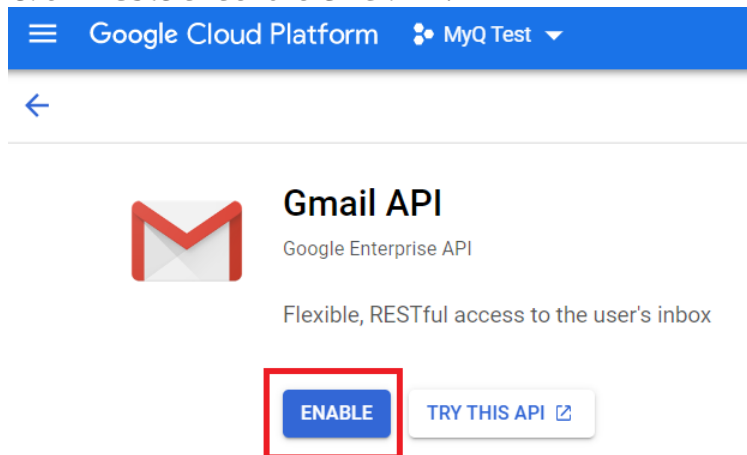 Google Cloud Platform MyQ Test
Gmail API
Google Enterprise API
Flexible, RESTful access to the user's inbox
ENABLE TRY THIS API